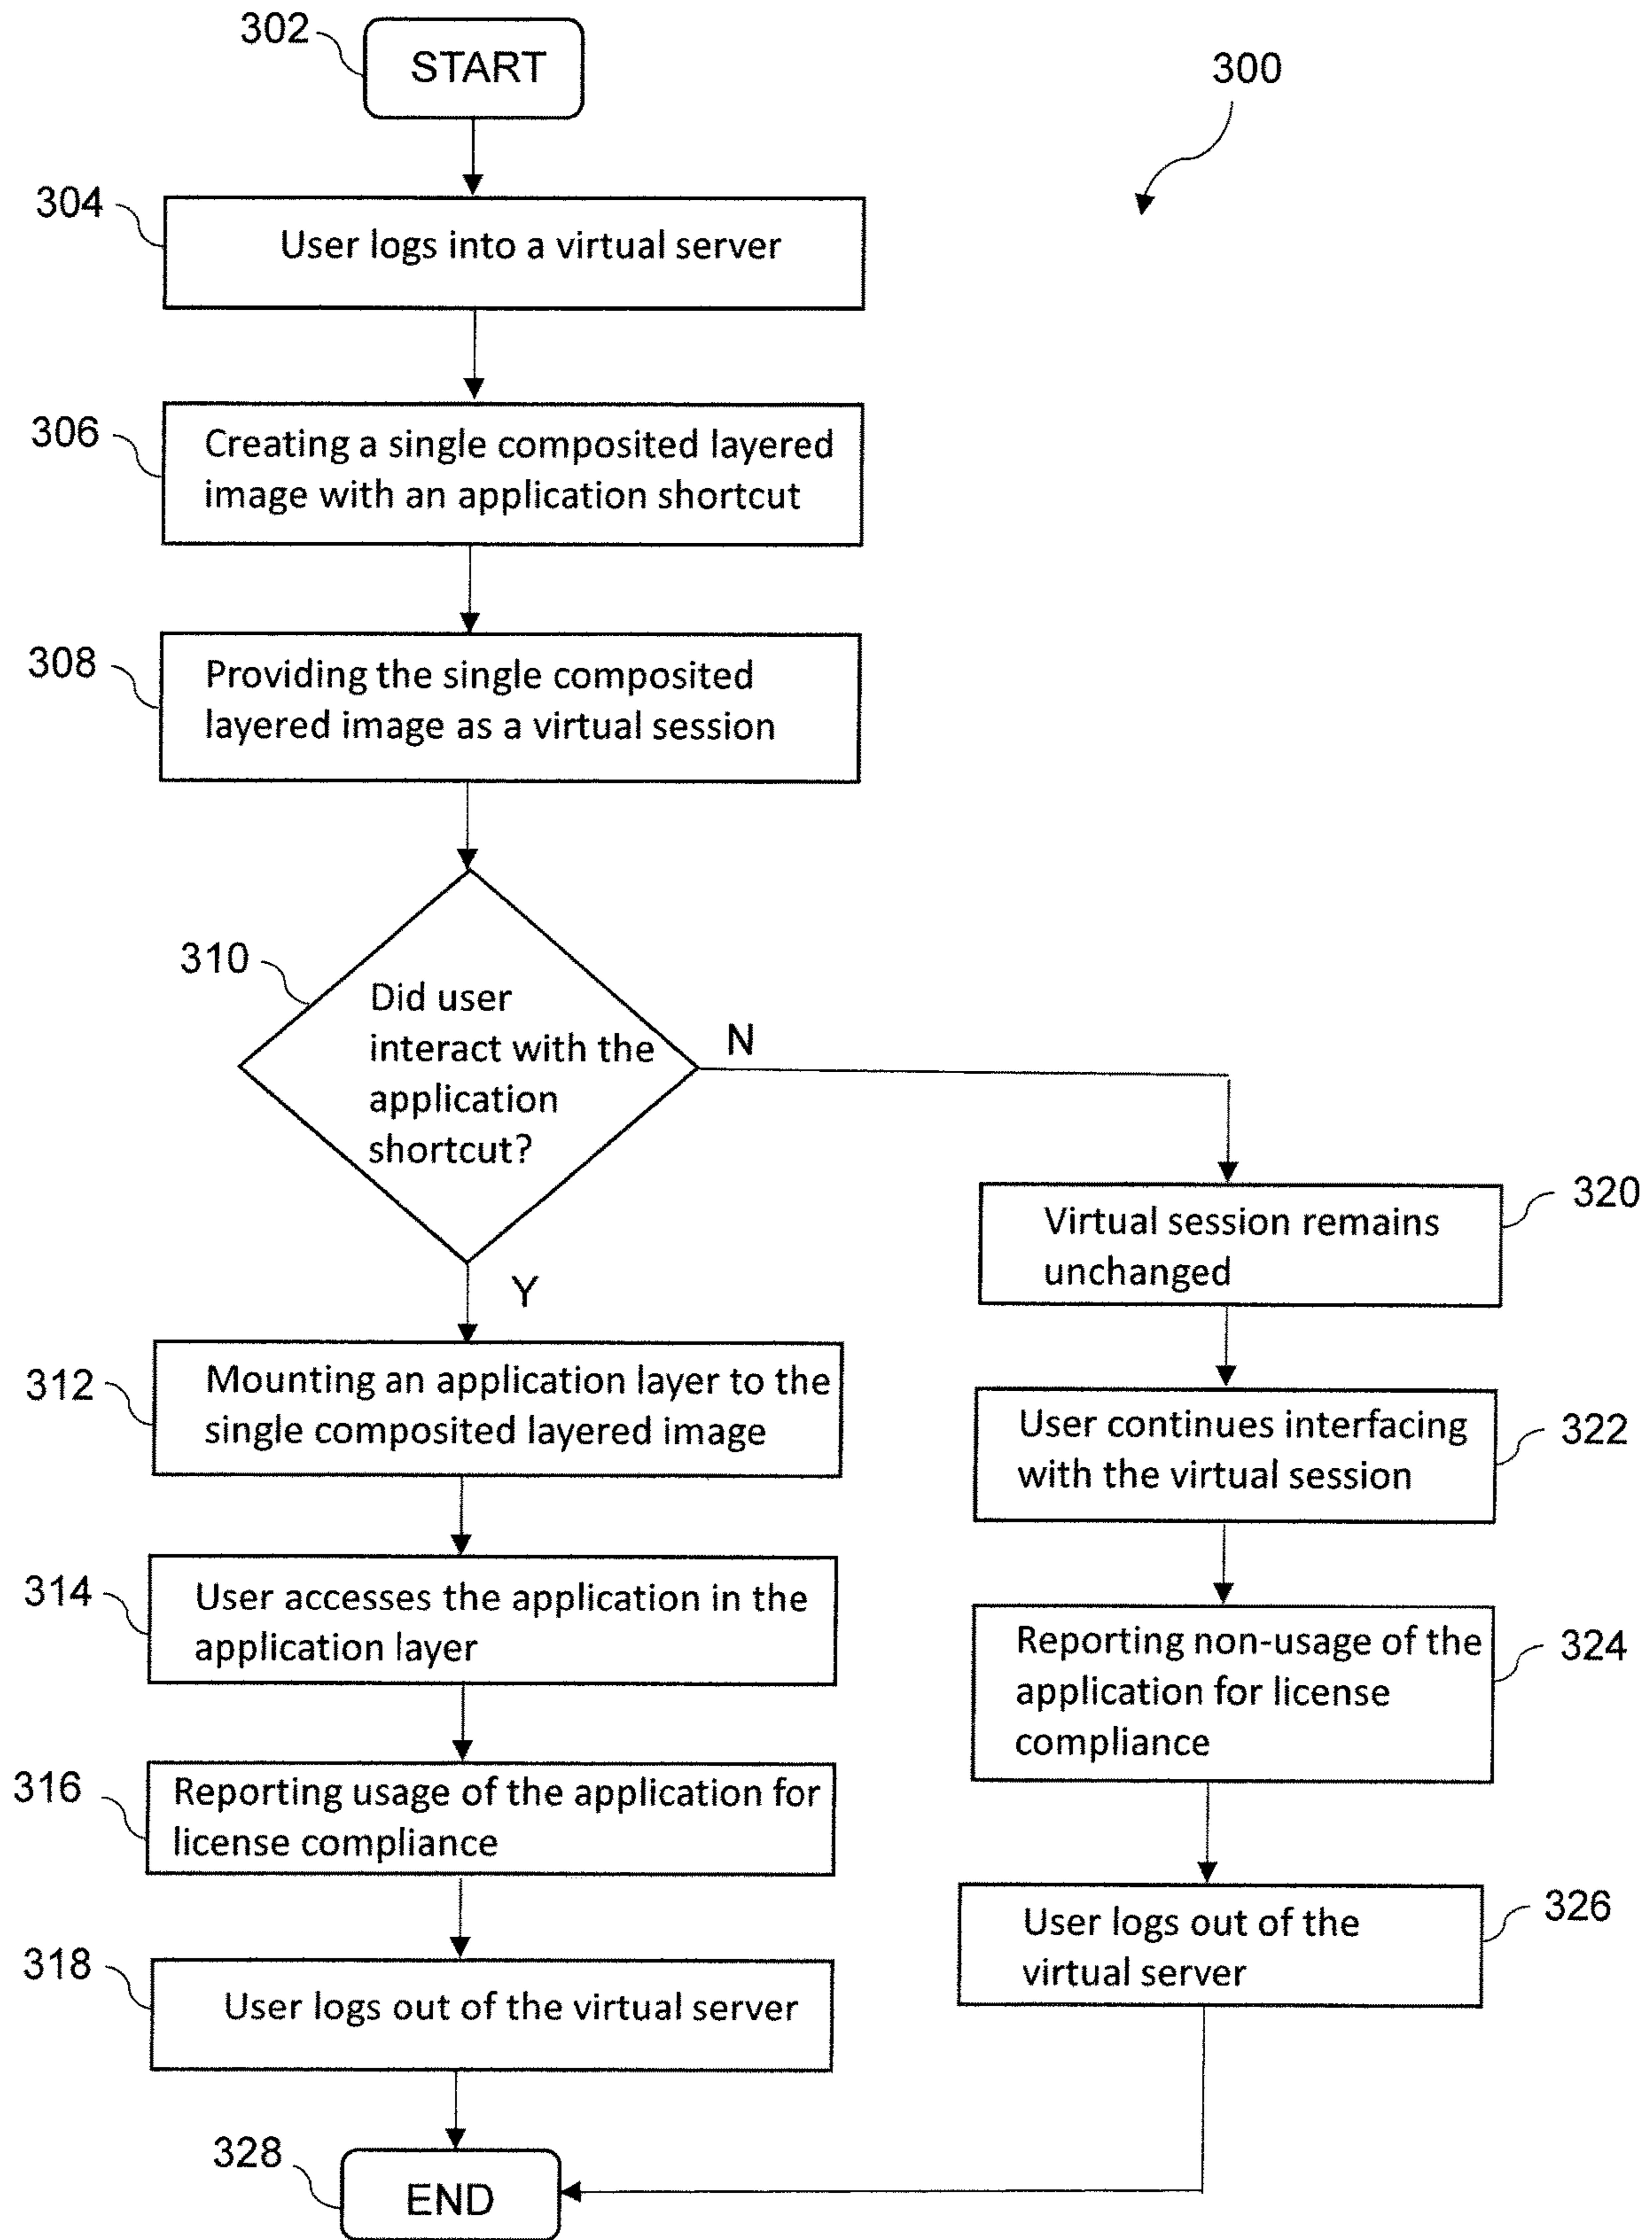 302
START
300
304
User logs into a virtual server
306
Creating a single composited layered
image with an application shortcut
308
Providing the single composited
layered image as a virtual session
310
Did user
interact with the
application
shortcut?
N
Y
312
Mounting an application layer to the
single composited layered image
314
User accesses the application in the
application layer
316
Reporting usage of the application for
license compliance
318
User logs out of the virtual server
320
Virtual session remains
unchanged
322
User continues interfacing
with the virtual session
324
Reporting non-usage of the
application for license
compliance
326
User logs out of the
virtual server
328
END